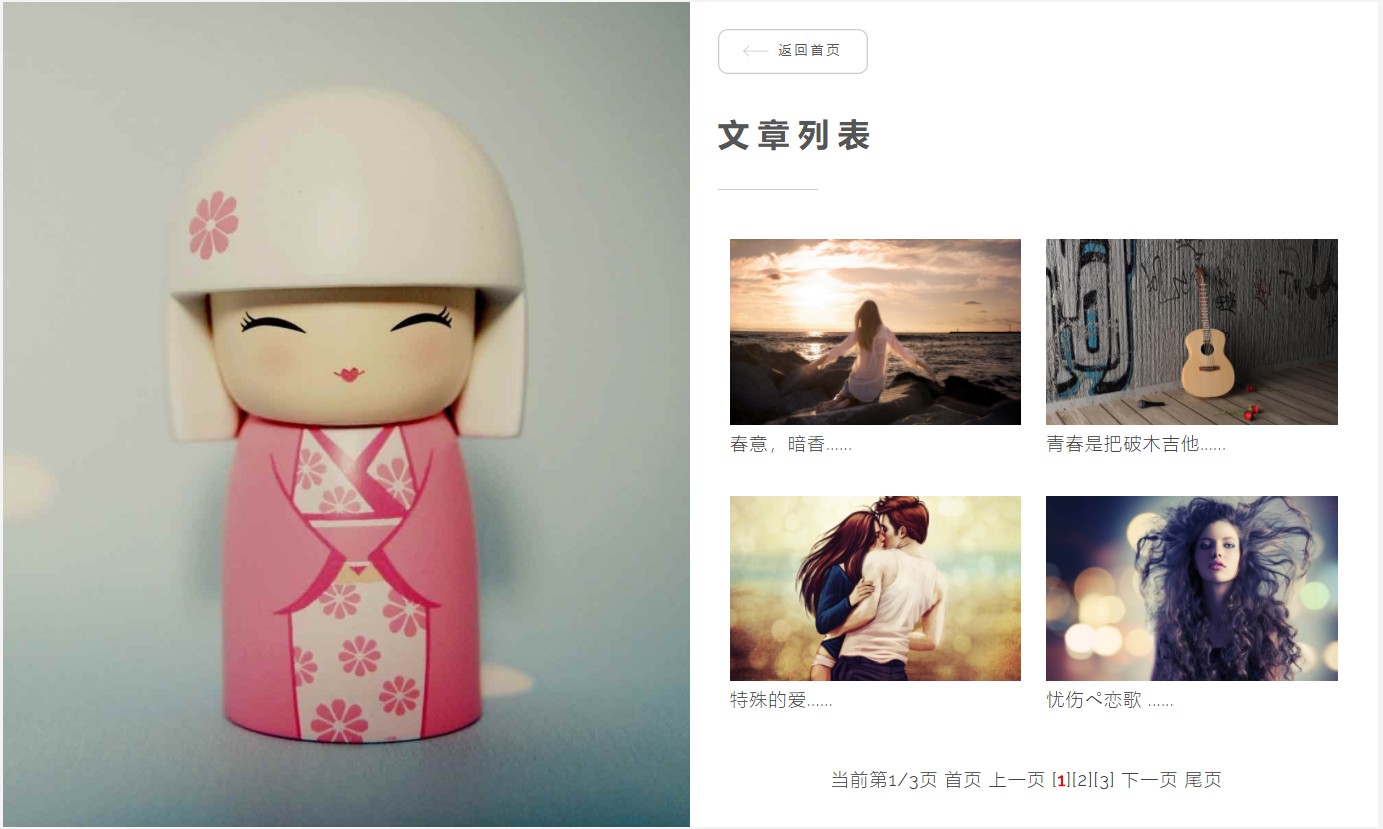 返回首页
文章列表
春意，暗香……
青春是把破木吉他……
特殊的爱……
忧伤ペ恋歌 ……
当前第1/3页 首页 上一页 [1][2][3] 下一页 尾页